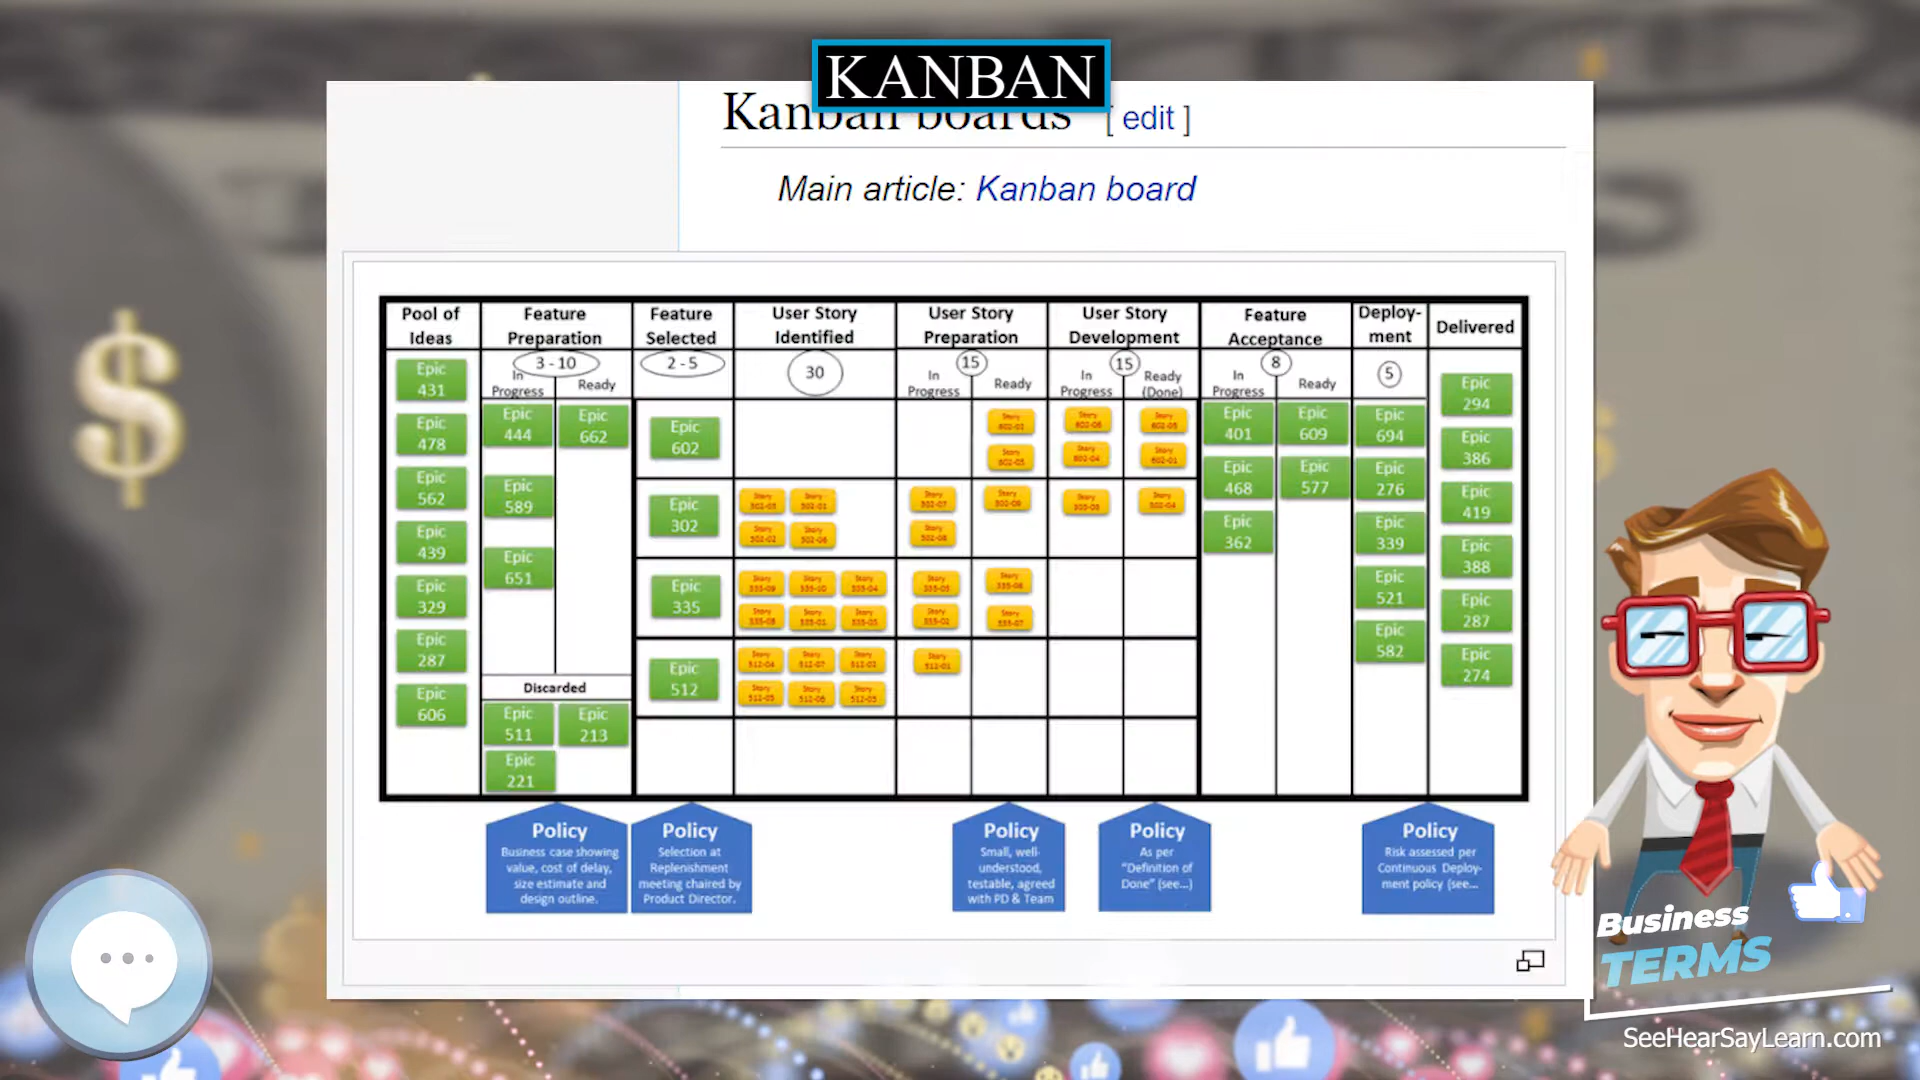 KANBAN
Kanban boards [ edit ]
Main article: Kanban board
Pool of Ideas
Feature Preparation
Feature Selected
User Story Identified
User Story Preparation
User Story Development
Feature Acceptance
Deploy-ment
Delivered
3 - 10
2 - 5
30
15
15
8
5
In Progress
Ready
In Progress
Ready
In Progress
Ready (Done)
In Progress
Ready
Epic 431
Epic 478
Epic 562
Epic 439
Epic 329
Epic 287
Epic 606
Epic 444
Epic 589
Epic 651
Epic 662
Discarded
Epic 511
Epic 213
Epic 221
Epic 602
Epic 302
Epic 335
Epic 512
Epic 401
Epic 468
Epic 362
Epic 609
Epic 577
Epic 694
Epic 276
Epic 339
Epic 521
Epic 582
Epic 294
Epic 386
Epic 419
Epic 388
Epic 287
Epic 274
Policy
Business case showing
value, cost of delay,
size estimate and
design outline.
Policy
Selection at
Replenishment
meeting chaired by
Product Director.
Policy
Small, well-
understood,
testable, agreed
with PD & Team
Policy
As per
"Definition of
Done" (see...)
Policy
Risk assessed per
Continuous Deploy-
ment policy (see...
Business
TERMS
SeeHearSayLearn.com